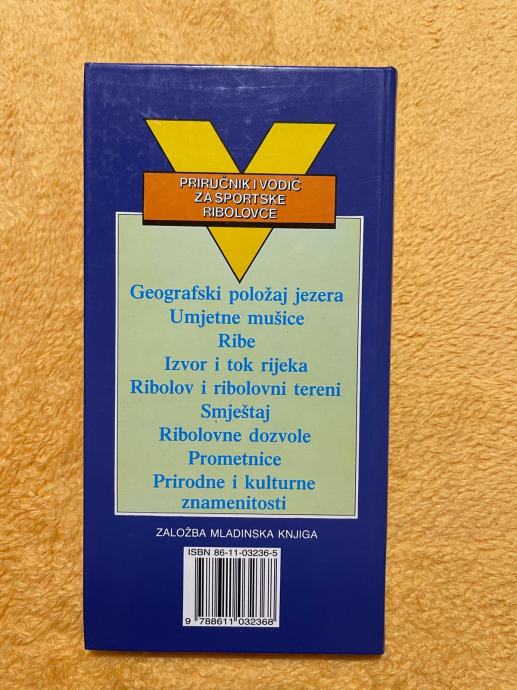 PRIRUČNIK I VODIČ
ZA SPORTSKE
RIBOLOVCE
Geografski položaj jezera
Umjetne mušice
Ribe
Izvor i tok rijeka
Ribolov i ribolovni tereni
Smještaj
Ribolovne dozvole
Prometnice
Prirodne i kulturne
znamenitosti
ZALOŽBA MLADINSKA KNJIGA
ISBN 86-11-03236-5
9 788611 032368